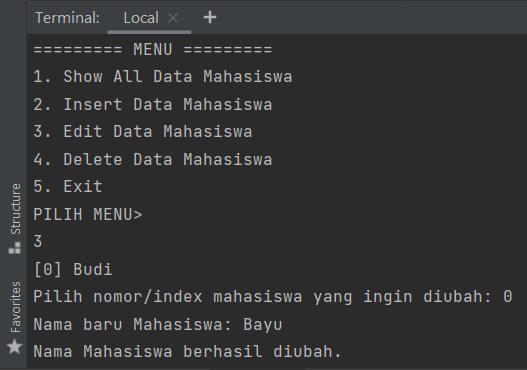 Terminal: Local × +
========= MENU =========
1. Show All Data Mahasiswa
2. Insert Data Mahasiswa
3. Edit Data Mahasiswa
4. Delete Data Mahasiswa
5. Exit
PILIH MENU>
3
[0] Budi
Pilih nomor/index mahasiswa yang ingin diubah: 0
Nama baru Mahasiswa: Bayu
Nama Mahasiswa berhasil diubah.
Structure
Favorites